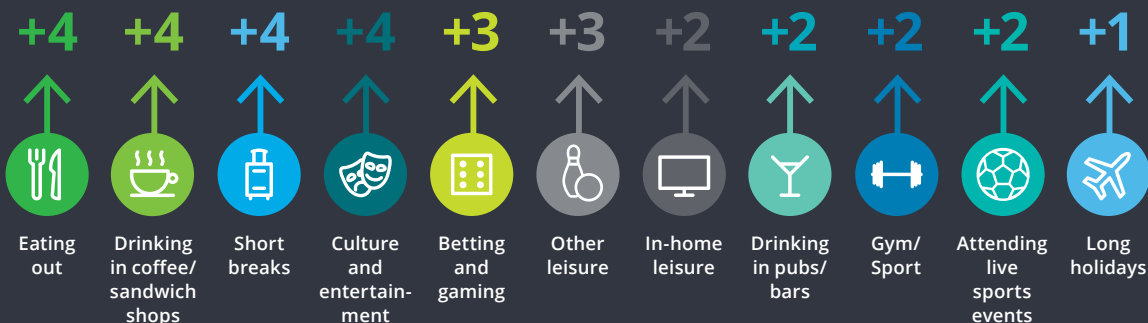 +4 +4 +4 +4 +3 +3 +2 +2 +2 +2 +1
Eating
out
Drinking
in coffee/
sandwich
shops
Short
breaks
Culture
and
entertain-
ment
Betting
and
gaming
Other
leisure
In-home
leisure
Drinking
in pubs/
bars
Gym/
Sport
Attending
live
sports
events
Long
holidays